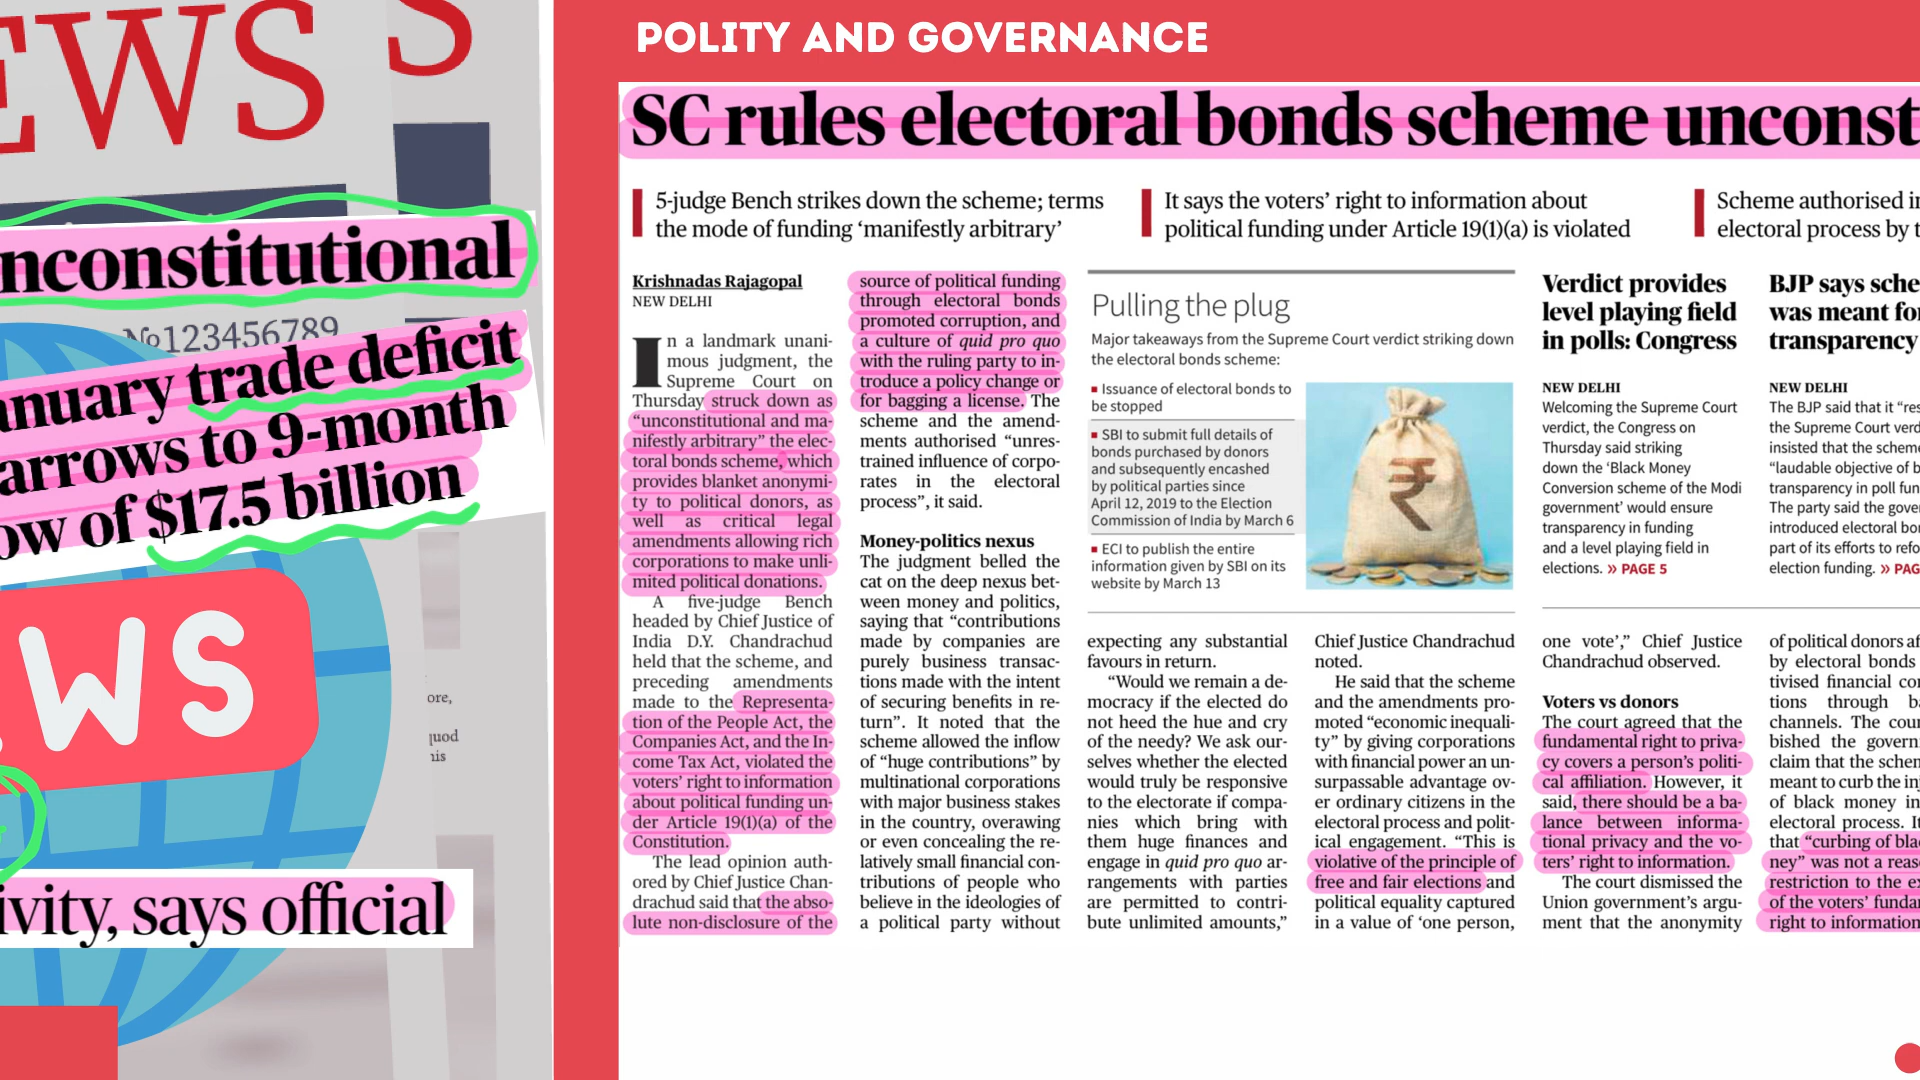 EWS
S
nconstitutional
№123456789
anuary trade deficit
arrows to 9-month
ow of $17.5 billion
WS
ore,
quod
nis
ivity, says official
POLITY AND GOVERNANCE
SC rules electoral bonds scheme unconst
5-judge Bench strikes down the scheme; terms
the mode of funding ‘manifestly arbitrary’
It says the voters’ right to information about
political funding under Article 19(1)(a) is violated
Scheme authorised in
electoral process by t
Krishnadas Rajagopal
NEW DELHI
In a landmark unani-
mous judgment, the
Supreme Court on
Thursday struck down as
“unconstitutional and ma-
nifestly arbitrary” the elec-
toral bonds scheme, which
provides blanket anonymi-
ty to political donors, as
well as critical legal
amendments allowing rich
corporations to make unli-
mited political donations.
A five-judge Bench
headed by Chief Justice of
India D.Y. Chandrachud
held that the scheme, and
preceding amendments
made to the Representa-
tion of the People Act, the
Companies Act, and the In-
come Tax Act, violated the
voters’ right to information
about political funding un-
der Article 19(1)(a) of the
Constitution.
The lead opinion auth-
ored by Chief Justice Chan-
drachud said that the abso-
lute non-disclosure of the
source of political funding
through electoral bonds
promoted corruption, and
a culture of quid pro quo
with the ruling party to in-
troduce a policy change or
for bagging a license. The
scheme and the amend-
ments authorised “unres-
trained influence of corpo-
rates in the electoral
process”, it said.
Money-politics nexus
The judgment belled the
cat on the deep nexus bet-
ween money and politics,
saying that “contributions
made by companies are
purely business transac-
tions made with the intent
of securing benefits in re-
turn”. It noted that the
scheme allowed the inflow
of “huge contributions” by
multinational corporations
with major business stakes
in the country, overawing
or even concealing the re-
latively small financial con-
tributions of people who
believe in the ideologies of
a political party without
Pulling the plug
Major takeaways from the Supreme Court verdict striking down
the electoral bonds scheme:
▪ Issuance of electoral bonds to
be stopped
▪ SBI to submit full details of
bonds purchased by donors
and subsequently encashed
by political parties since
April 12, 2019 to the Election
Commission of India by March 6
▪ ECI to publish the entire
information given by SBI on its
website by March 13
₹
expecting any substantial
favours in return.
“Would we remain a de-
mocracy if the elected do
not heed the hue and cry
of the needy? We ask our-
selves whether the elected
would truly be responsive
to the electorate if compa-
nies which bring with
them huge finances and
engage in quid pro quo ar-
rangements with parties
are permitted to contri-
bute unlimited amounts,”
Chief Justice Chandrachud
noted.
He said that the scheme
and the amendments pro-
moted “economic inequali-
ty” by giving corporations
with financial power an un-
surpassable advantage ov-
er ordinary citizens in the
electoral process and polit-
ical engagement. “This is
violative of the principle of
free and fair elections and
political equality captured
in a value of ‘one person,
Verdict provides
level playing field
in polls: Congress
NEW DELHI
Welcoming the Supreme Court
verdict, the Congress on
Thursday said striking
down the ‘Black Money
Conversion scheme of the Modi
government’ would ensure
transparency in funding
and a level playing field in
elections. » PAGE 5
BJP says sche
was meant fo
transparency
NEW DELHI
The BJP said that it “res
the Supreme Court verd
insisted that the scheme
“laudable objective of b
transparency in poll fun
The party said the gove
introduced electoral bo
part of its efforts to refo
election funding. » PAG
one vote’,” Chief Justice
Chandrachud observed.
Voters vs donors
The court agreed that the
fundamental right to priva-
cy covers a person’s politi-
cal affiliation. However, it
said, there should be a ba-
lance between informa-
tional privacy and the vo-
ters’ right to information.
The court dismissed the
Union government’s argu-
ment that the anonymity
of political donors af
by electoral bonds
tivised financial co
tions through ba
channels. The cour
bished the govern
claim that the schem
meant to curb the in
of black money in
electoral process. It
that “curbing of bla
ney” was not a reas
restriction to the ex
of the voters’ funda
right to information